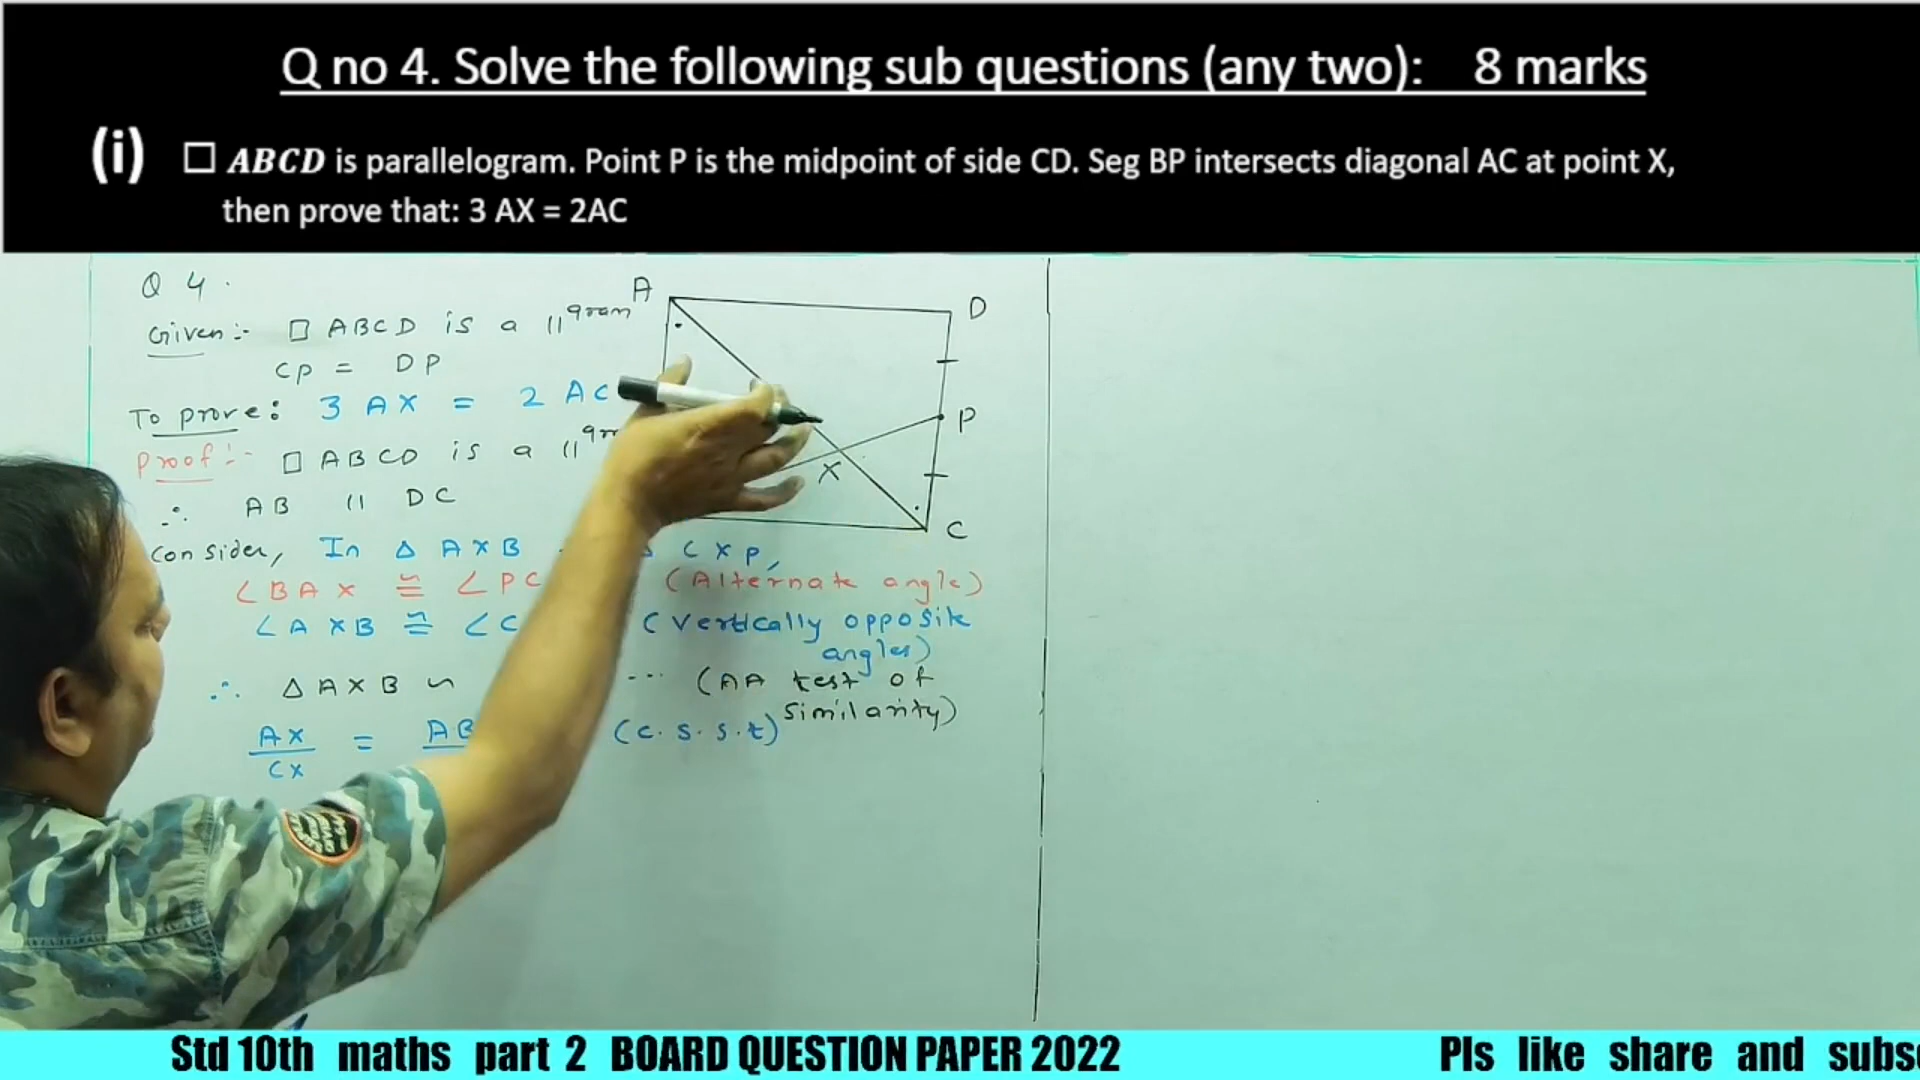 Q no 4. Solve the following sub questions (any two): 8 marks
(i) □ ABCD is parallelogram. Point P is the midpoint of side CD. Seg BP intersects diagonal AC at point X,
then prove that: 3 AX = 2AC
Q 4.
Given :- □ ABCD is a ||gram
CP = DP
To prove: 3 AX = 2 AC
Proof :- □ ABCD is a ||
∴ AB || DC
Consider, In △ AXB CXP,
∠BAX ≅ ∠PC (Alternate angle)
∠AXB ≅ ∠C (Vertically opposite
angles)
∴ △AXB ~ --- (AA test of
similarity)
AX = AB (c.s.s.t)
CX
A
D
P
X
C
Std 10th maths part 2 BOARD QUESTION PAPER 2022
Pls like share and subs